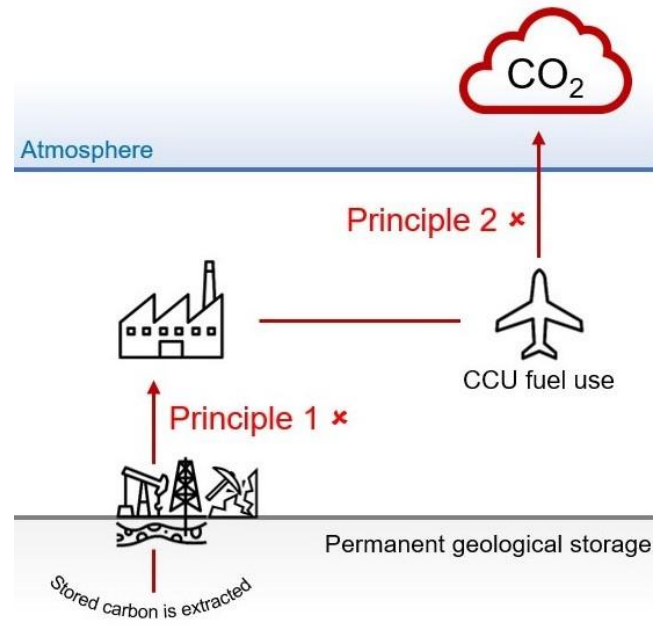 CO₂
Atmosphere
Principle 2 ×
CCU fuel use
Principle 1 ×
Permanent geological storage
Stored carbon is extracted